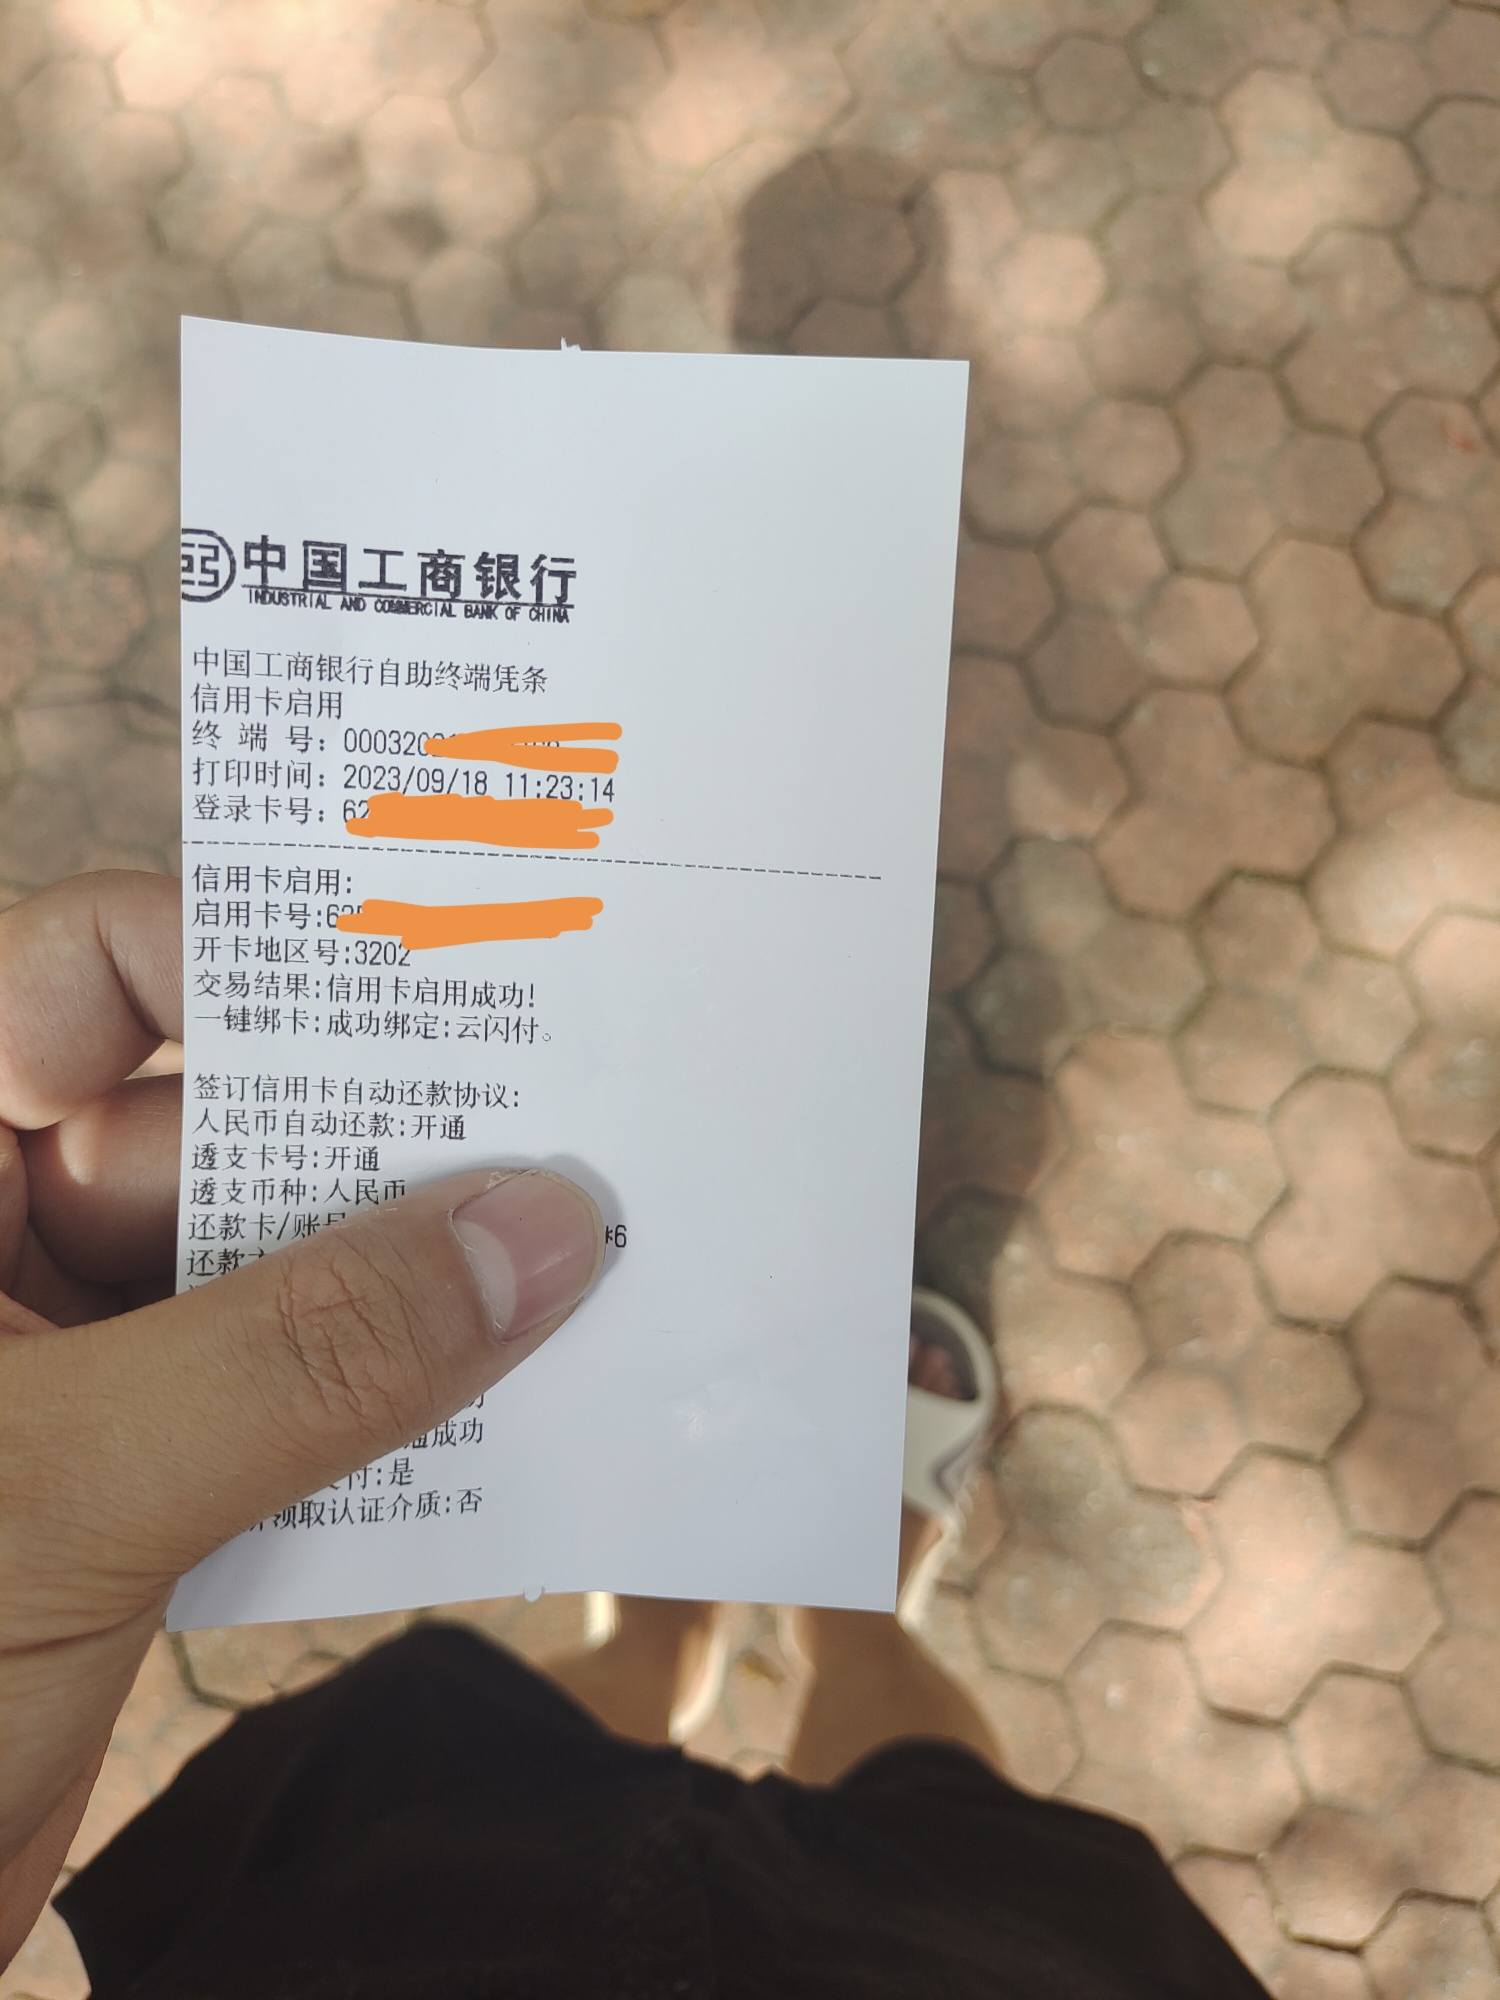 中国工商银行
INDUSTRIAL AND COMMERCIAL BANK OF CHINA
中国工商银行自助终端凭条
信用卡启用
终 端 号: 000320
打印时间: 2023/09/18 11:23:14
登录卡号: 62
信用卡启用:
启用卡号:62
开卡地区号:3202
交易结果:信用卡启用成功!
一键绑卡:成功绑定:云闪付。
签订信用卡自动还款协议:
人民币自动还款:开通
透支卡号:开通
透支币种:人民币
还款卡/账号 *6
还款
成功
付:是
领取认证介质:否